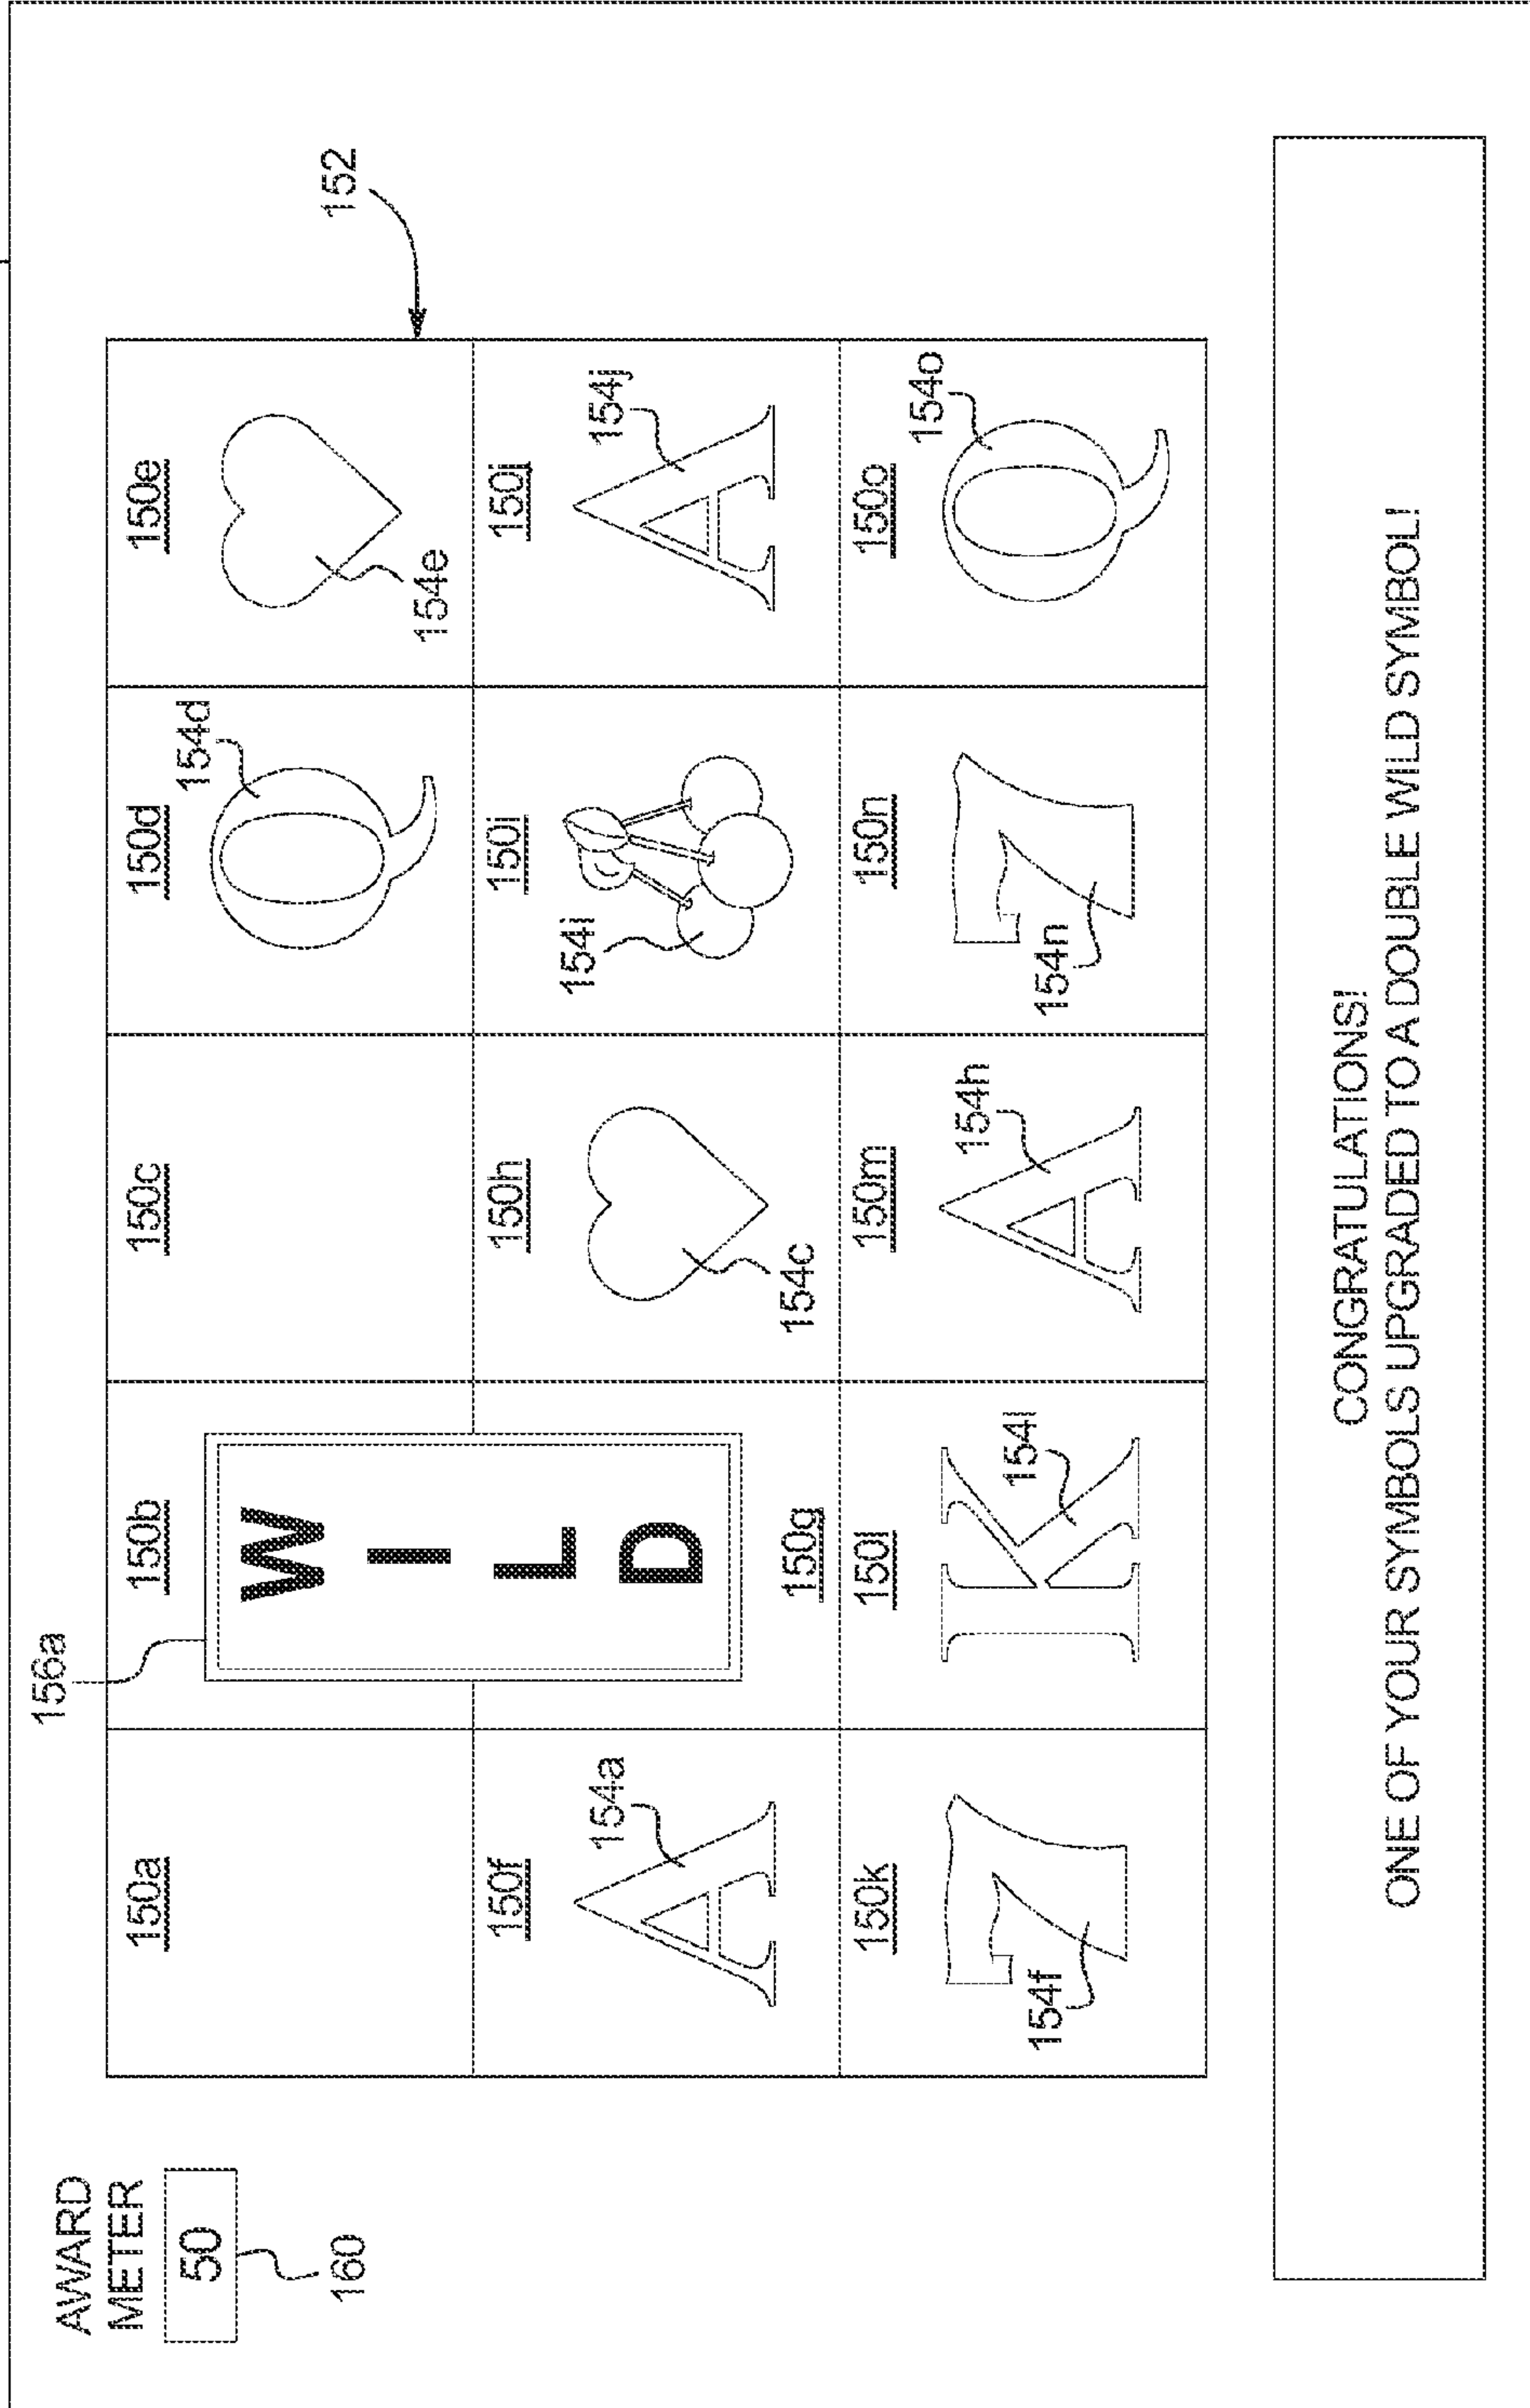 AWARD
METER
50
160
156a
152
150a
150b
150c
150d
150e
W
I
L
D
154d
154e
150f
150g
150h
150i
150j
154a
154c
154i
154j
150k
150l
150m
150n
150o
7
K
A
7
Q
154f
154l
154h
154n
154o
Q
A
A
CONGRATULATIONS!
ONE OF YOUR SYMBOLS UPGRADED TO A DOUBLE WILD SYMBOL!